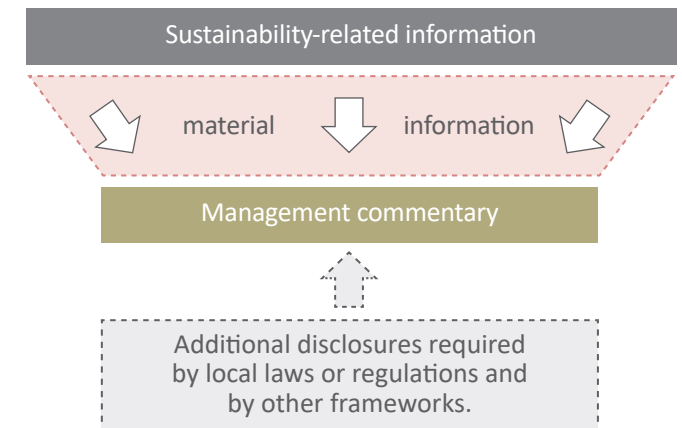 Sustainability-related information
material information
Management commentary
Additional disclosures required
by local laws or regulations and
by other frameworks.